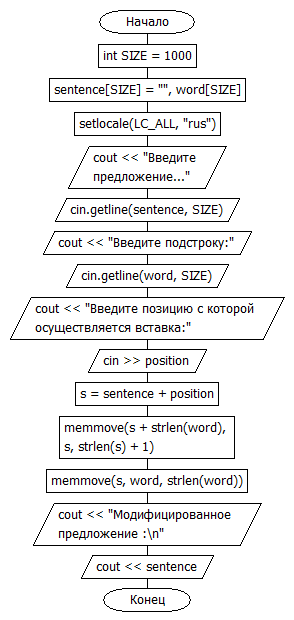 Начало
int SIZE = 1000
sentence[SIZE] = "", word[SIZE]
setlocale(LC_ALL, "rus")
cout << "Введите
предложение..."
cin.getline(sentence, SIZE)
cout << "Введите подстроку:"
cin.getline(word, SIZE)
cout << "Введите позицию с которой
осуществляется вставка:"
cin >> position
s = sentence + position
memmove(s + strlen(word),
s, strlen(s) + 1)
memmove(s, word, strlen(word))
cout << "Модифицированное
предложение :\n"
cout << sentence
Конец